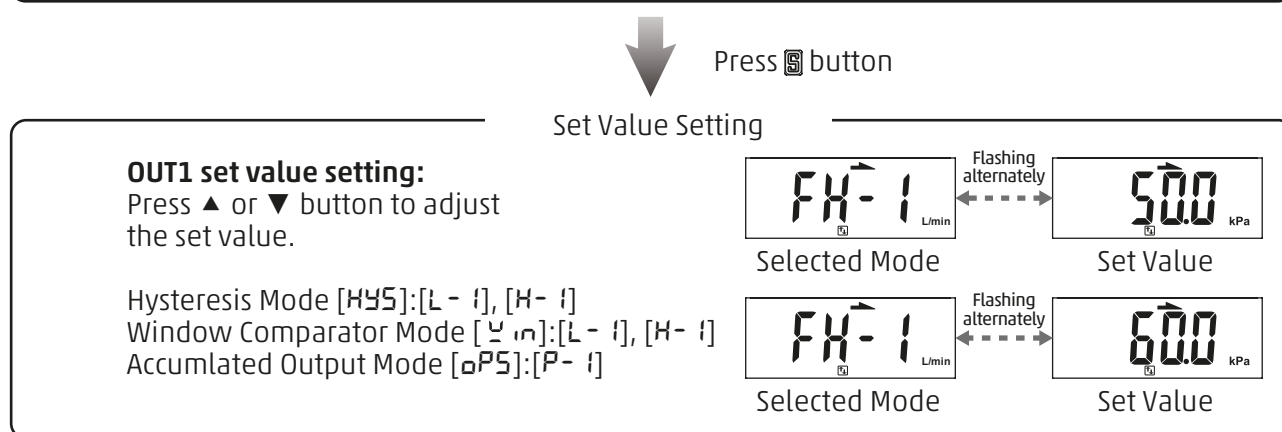 Press S button
Set Value Setting
OUT1 set value setting:
Press ▲ or ▼ button to adjust
the set value.
Hysteresis Mode [HYS]:[L-1], [H-1]
Window Comparator Mode [Win]:[L-1], [H-1]
Accumlated Output Mode [oPS]:[P-1]
FH-1 L/min
Flashing
alternately
50.0 kPa
Selected Mode
Set Value
FH-1 L/min
Flashing
alternately
60.0 kPa
Selected Mode
Set Value